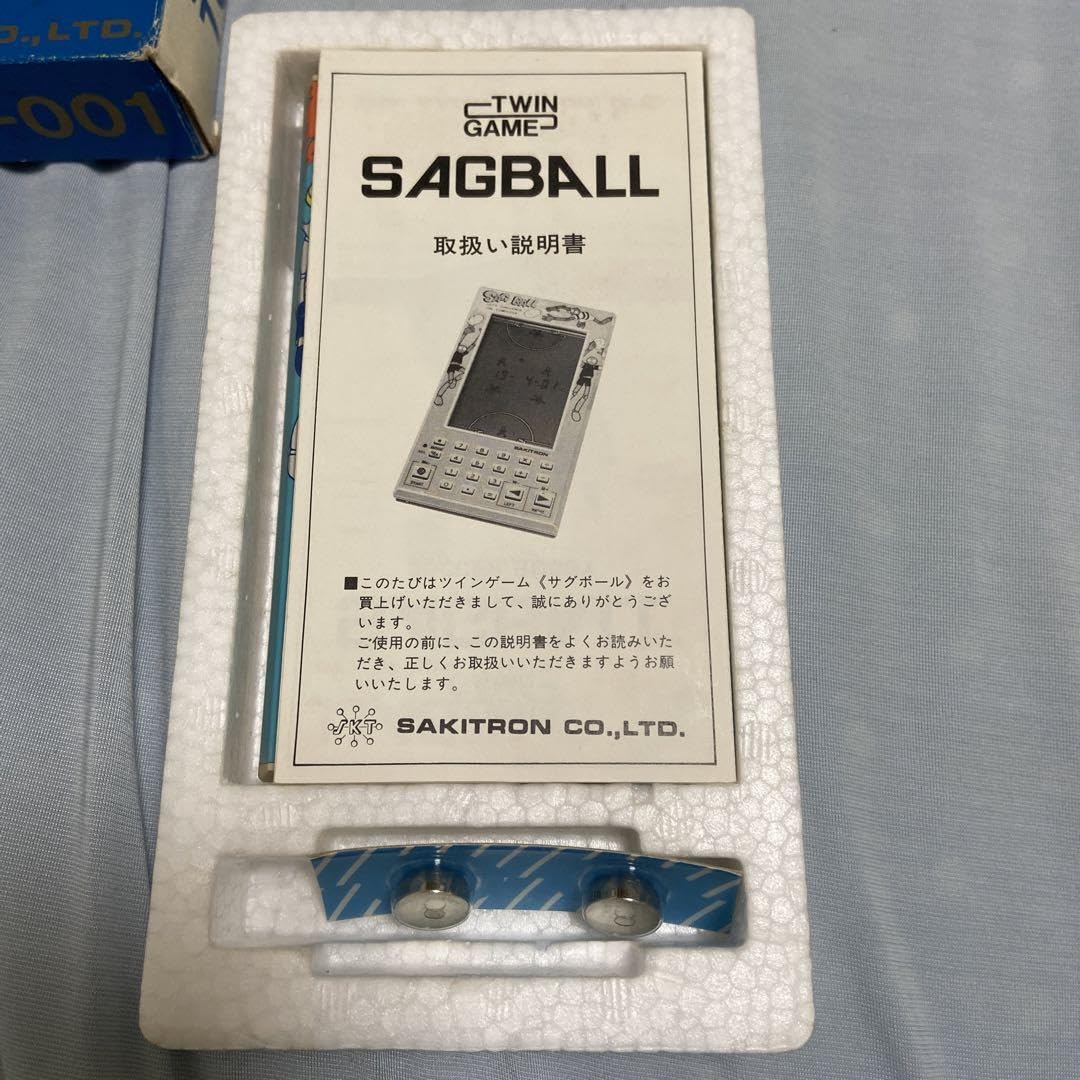 O.,LTD.
-001
TWIN
GAME
SAGBALL
取扱い説明書
SAG BALL
SAKITRON
START
LEFT
■このたびはツインゲーム《サグボール》をお
買上げいただきまして、誠にありがとうござ
います。
ご使用の前に、この説明書をよくお読みいた
だき、正しくお取扱いいただきますようお願
いいたします。
SKT SAKITRON CO.,LTD.